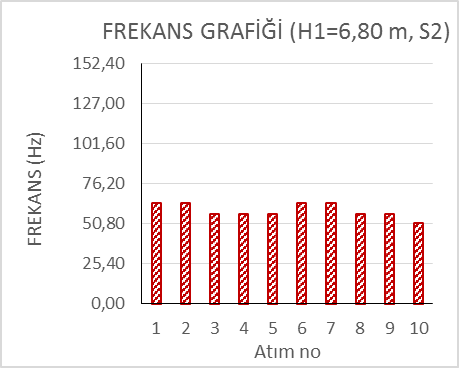 FREKANS GRAFİĞİ (H1=6,80 m, S2)
152,40
127,00
101,60
76,20
50,80
25,40
0,00
FREKANS (Hz)
1 2 3 4 5 6 7 8 9 10
Atım no